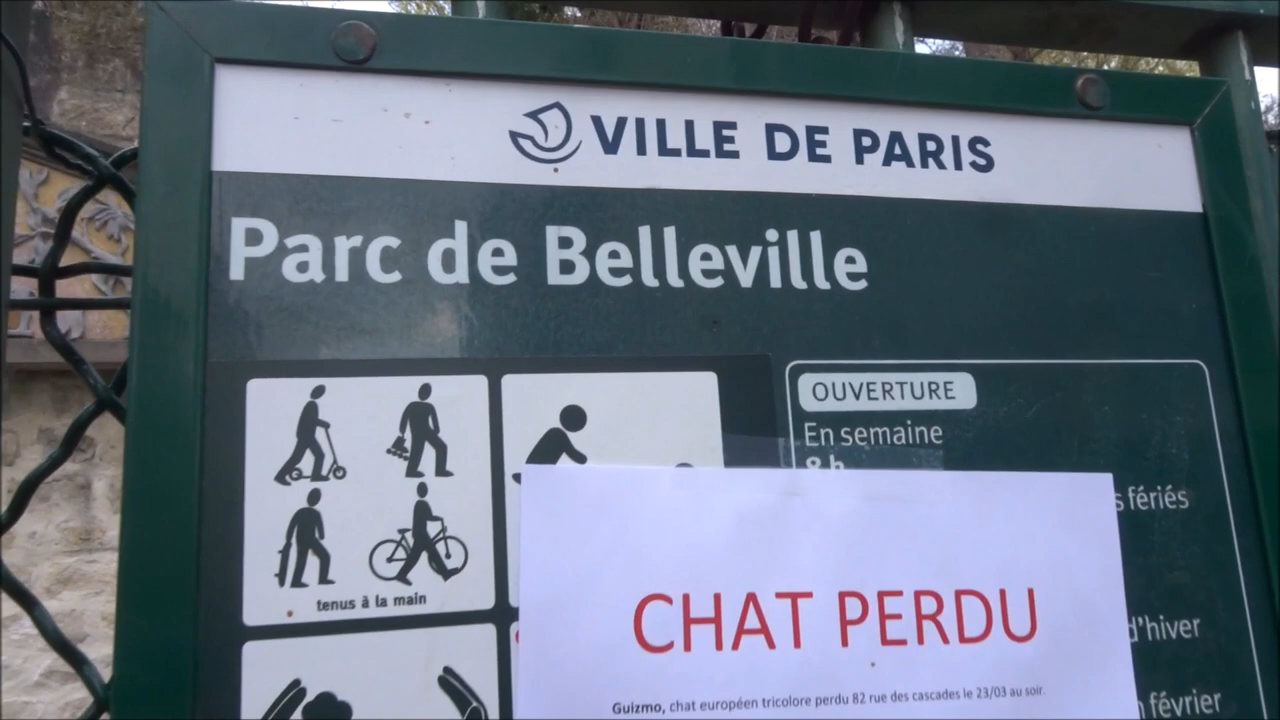 VILLE DE PARIS
Parc de Belleville
tenus à la main
OUVERTURE
En semaine
8 h
fériés
d'hiver
février
CHAT PERDU
Guizmo, chat européen tricolore perdu 82 rue des cascades le 23/03 au soir.